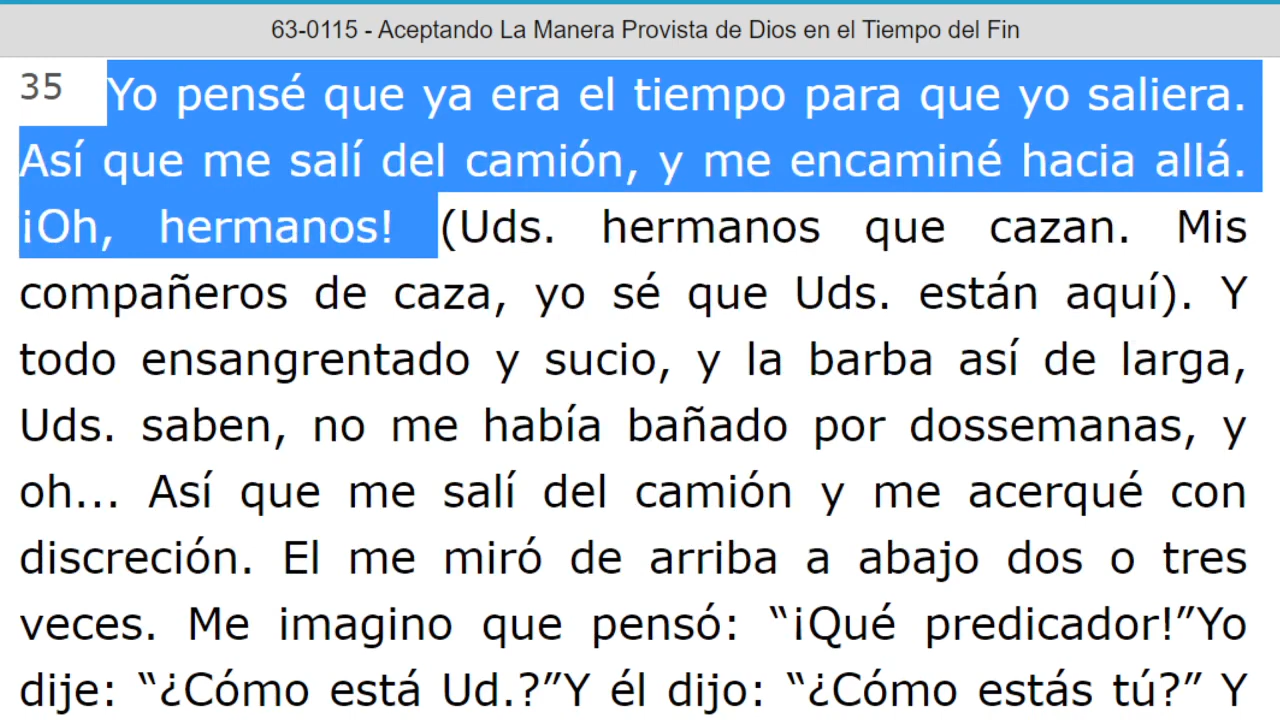 63-0115 - Aceptando La Manera Provista de Dios en el Tiempo del Fin
35 Yo pensé que ya era el tiempo para que yo saliera.
Así que me salí del camión, y me encaminé hacia allá.
¡Oh, hermanos! (Uds. hermanos que cazan. Mis
compañeros de caza, yo sé que Uds. están aquí). Y
todo ensangrentado y sucio, y la barba así de larga,
Uds. saben, no me había bañado por dossemanas, y
oh... Así que me salí del camión y me acerqué con
discreción. El me miró de arriba a abajo dos o tres
veces. Me imagino que pensó: “¡Qué predicador!”Yo
dije: “¿Cómo está Ud.?”Y él dijo: “¿Cómo estás tú?” Y